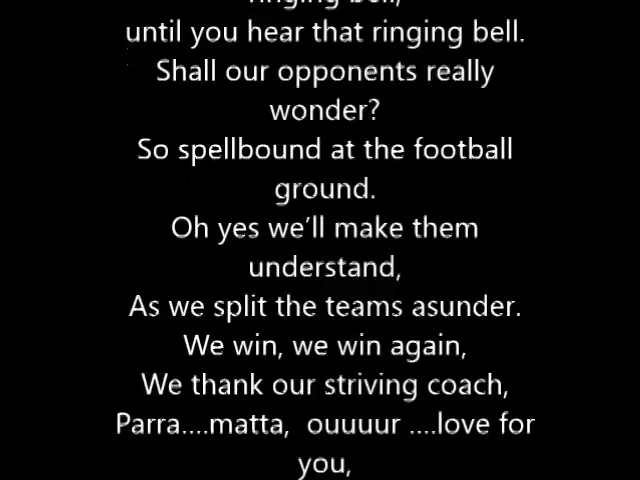 ringing bell,
until you hear that ringing bell.
Shall our opponents really
wonder?
So spellbound at the football
ground.
Oh yes we’ll make them
understand,
As we split the teams asunder.
We win, we win again,
We thank our striving coach,
Parra....matta,  ouuuur ....love for
you,